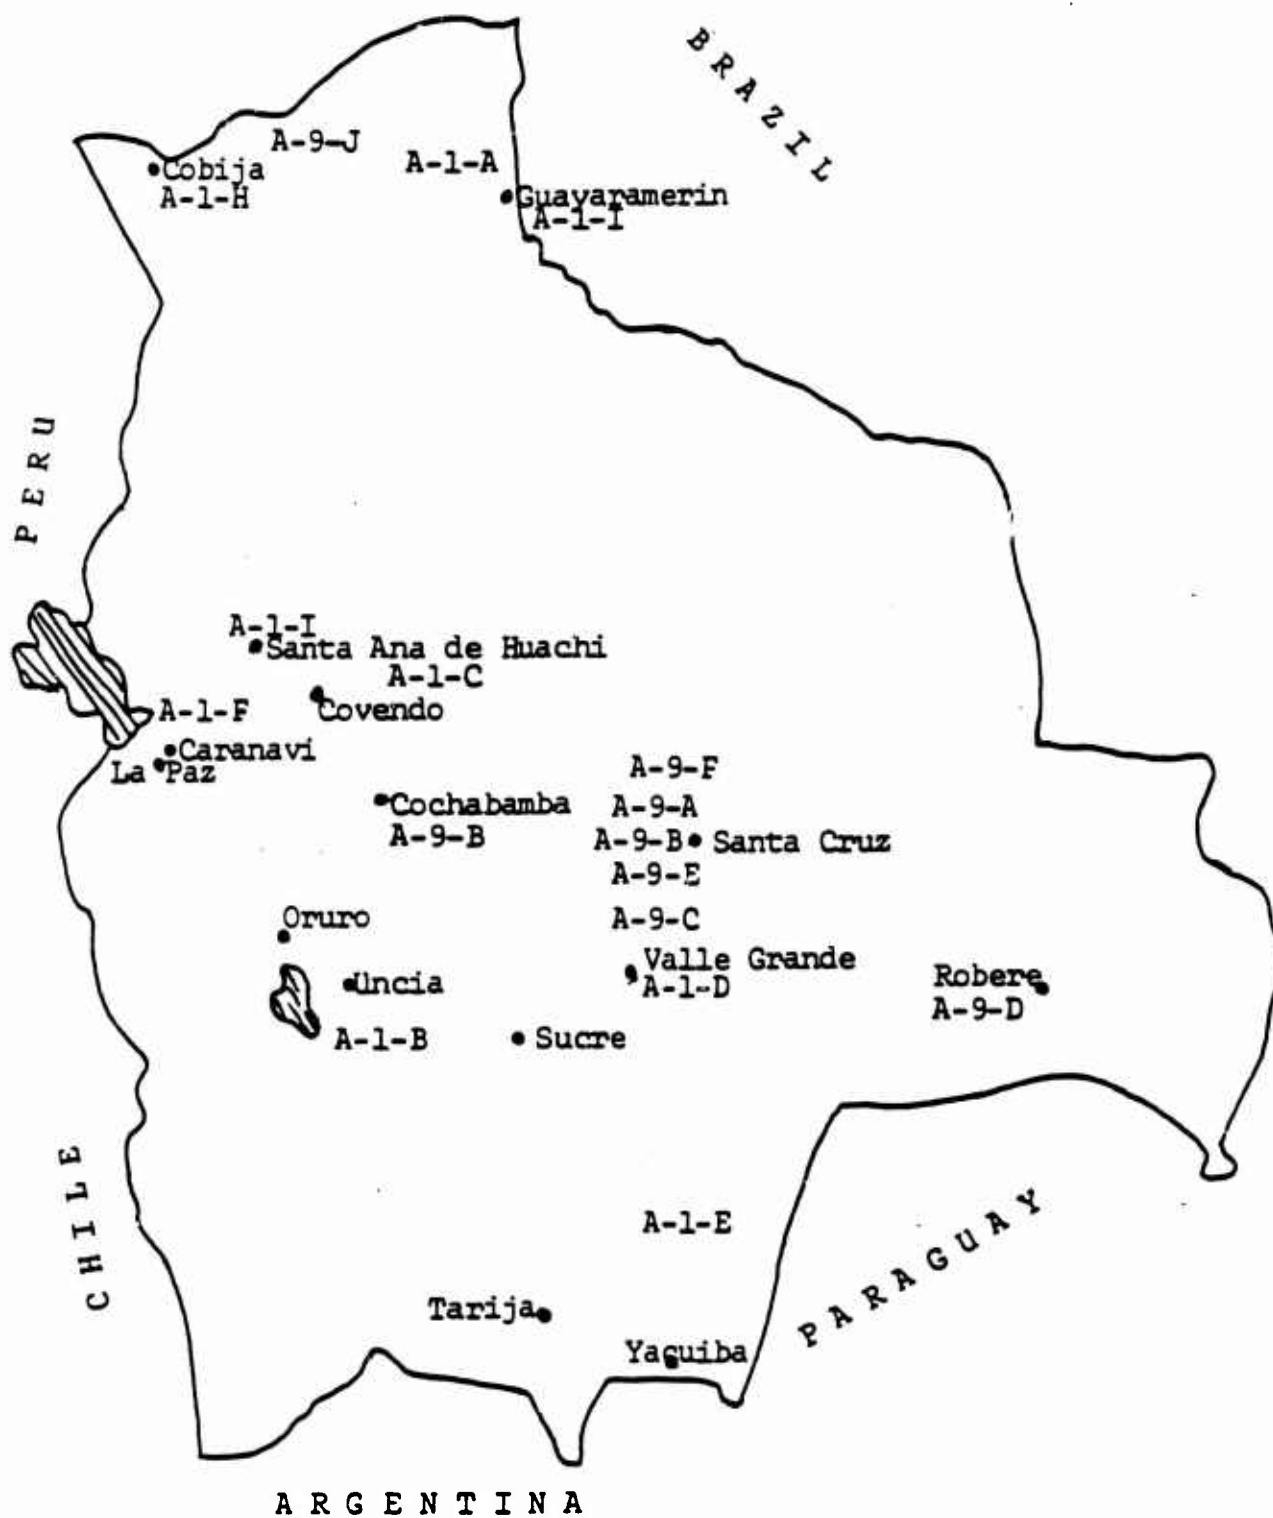 BRAZIL
A-9-J
A-1-A
Cobija
A-1-H
Guayaramerin
A-1-I
PERU
A-1-I
Santa Ana de Huachi
A-1-C
A-1-F
Covendo
Caranavi
La Paz
A-9-F
Cochabamba
A-9-A
A-9-B
A-9-B
Santa Cruz
A-9-E
Oruro
A-9-C
Valle Grande
A-1-D
Uncia
Robere
A-9-D
A-1-B
Sucre
CHILE
A-1-E
PARAGUAY
Tarija
Yacuiba
ARGENTINA